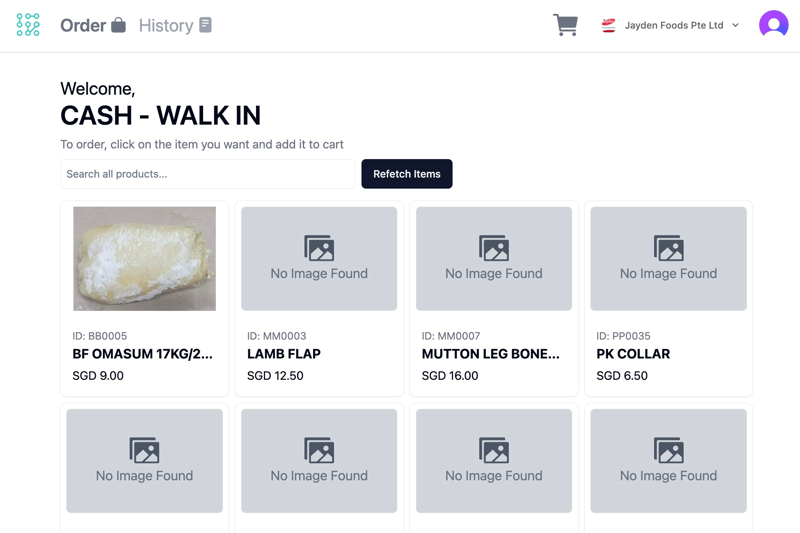 Order History Jayden Foods Pte Ltd
Welcome,
CASH - WALK IN
To order, click on the item you want and add it to cart
Search all products... Refetch Items
No Image Found No Image Found No Image Found
ID: BB0005 ID: MM0003 ID: MM0007 ID: PP0035
BF OMASUM 17KG/2... LAMB FLAP MUTTON LEG BONE... PK COLLAR
SGD 9.00 SGD 12.50 SGD 16.00 SGD 6.50
No Image Found No Image Found No Image Found No Image Found